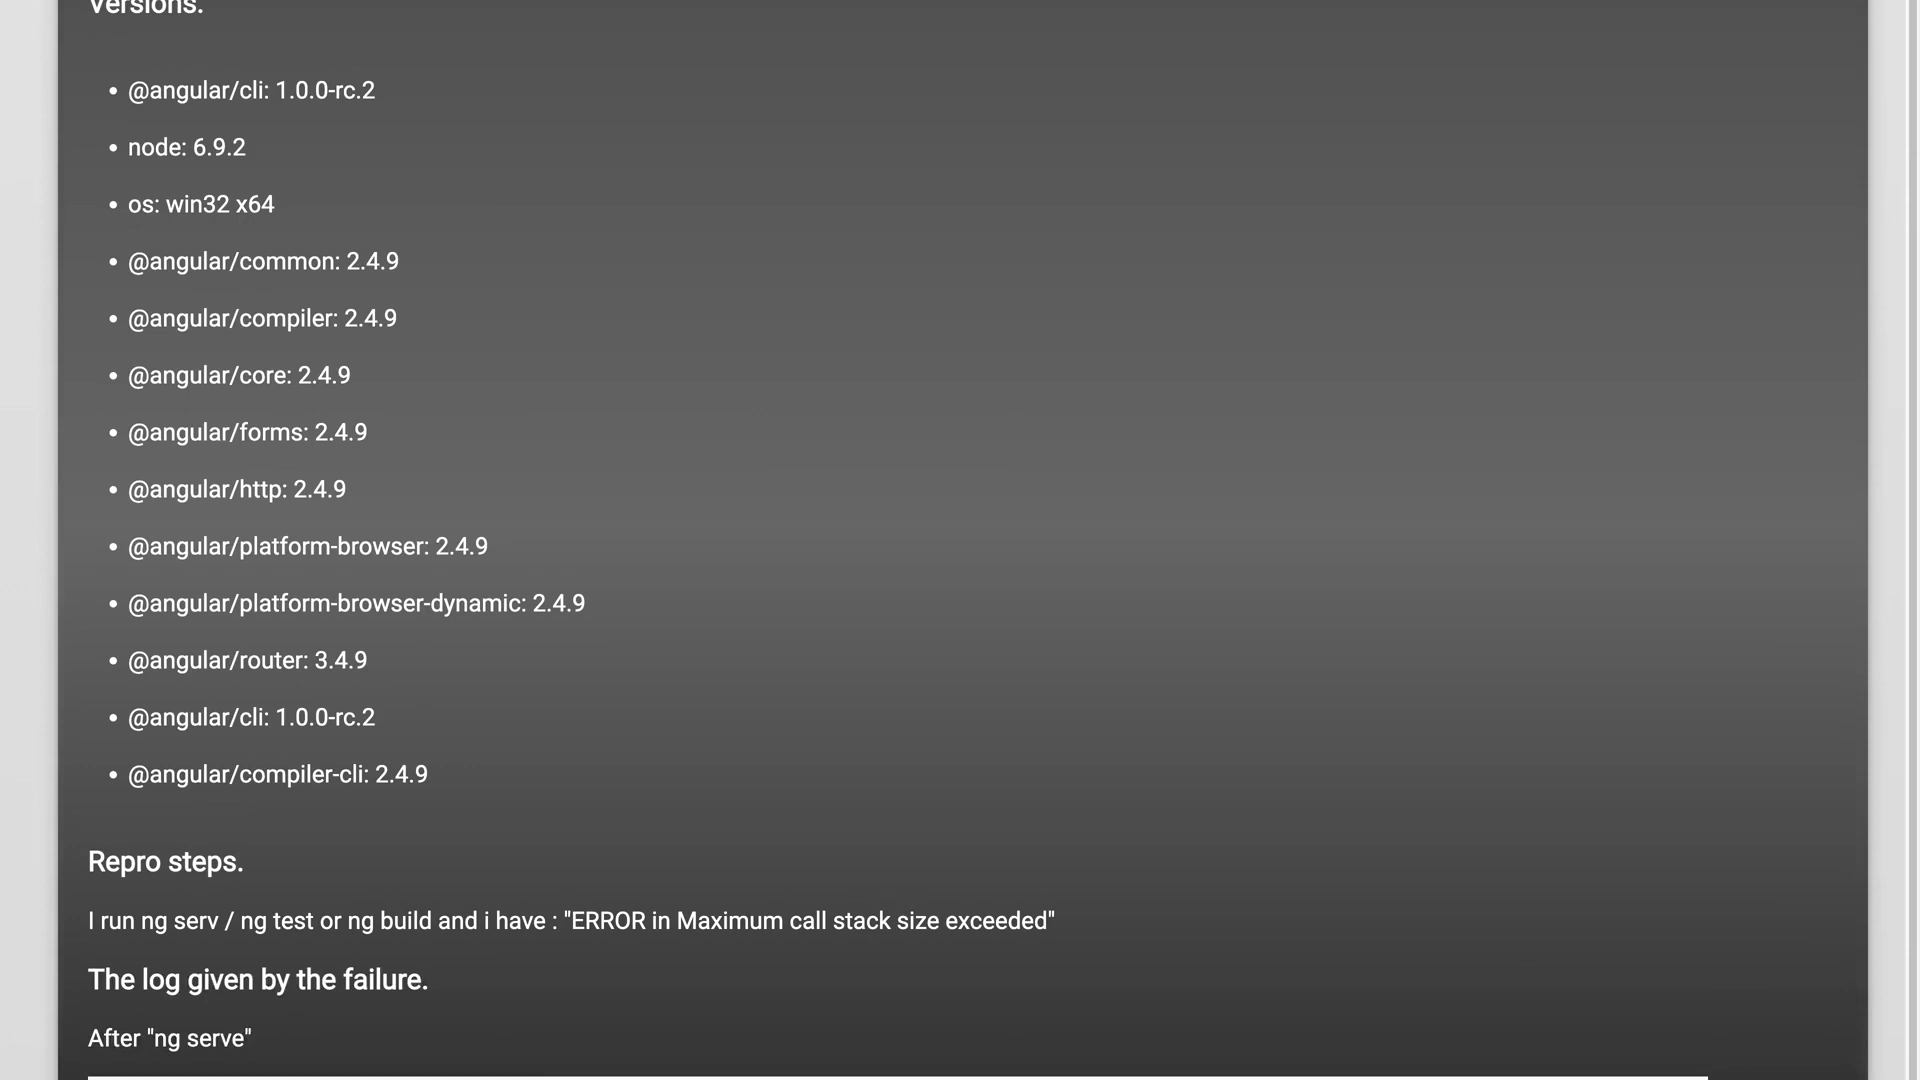 Versions.
• @angular/cli: 1.0.0-rc.2
• node: 6.9.2
• os: win32 x64
• @angular/common: 2.4.9
• @angular/compiler: 2.4.9
• @angular/core: 2.4.9
• @angular/forms: 2.4.9
• @angular/http: 2.4.9
• @angular/platform-browser: 2.4.9
• @angular/platform-browser-dynamic: 2.4.9
• @angular/router: 3.4.9
• @angular/cli: 1.0.0-rc.2
• @angular/compiler-cli: 2.4.9
Repro steps.
I run ng serv / ng test or ng build and i have : "ERROR in Maximum call stack size exceeded"
The log given by the failure.
After "ng serve"